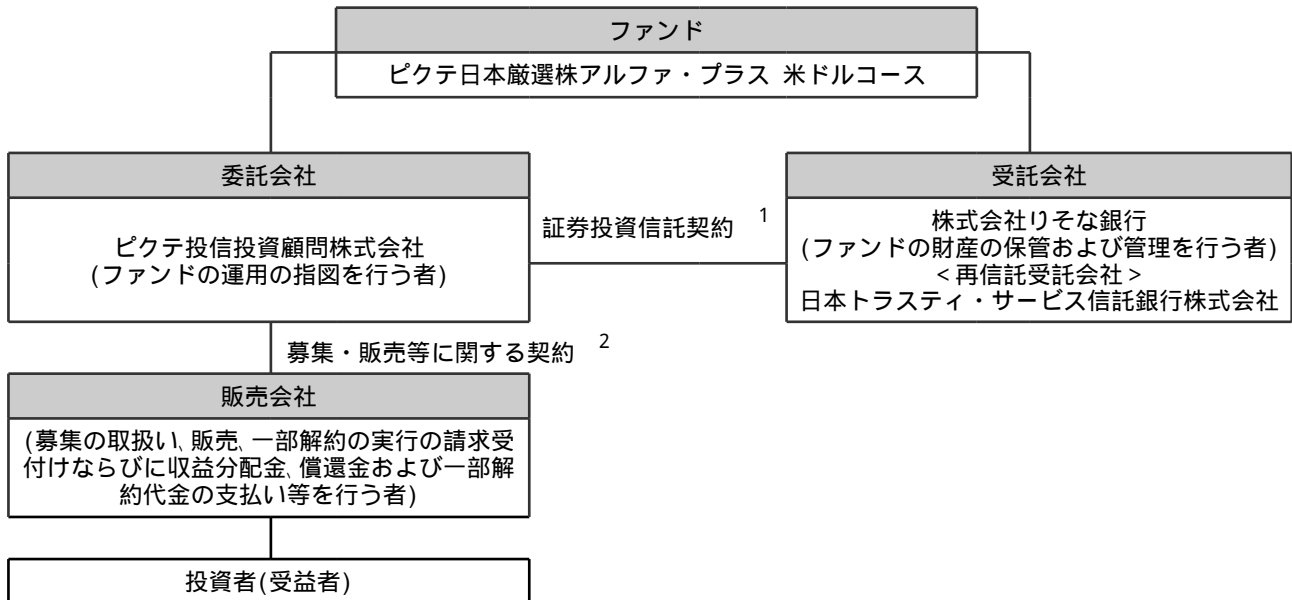 ファンド
ピクテ日本厳選株アルファ・プラス 米ドルコース
委託会社
ピクテ投信投資顧問株式会社
(ファンドの運用の指図を行う者)
証券投資信託契約 1
受託会社
株式会社りそな銀行
(ファンドの財産の保管および管理を行う者)
<再信託受託会社>
日本トラスティ・サービス信託銀行株式会社
募集・販売等に関する契約 2
販売会社
(募集の取扱い、販売、一部解約の実行の請求受
付けならびに収益分配金、償還金および一部解
約代金の支払い等を行う者)
投資者(受益者)